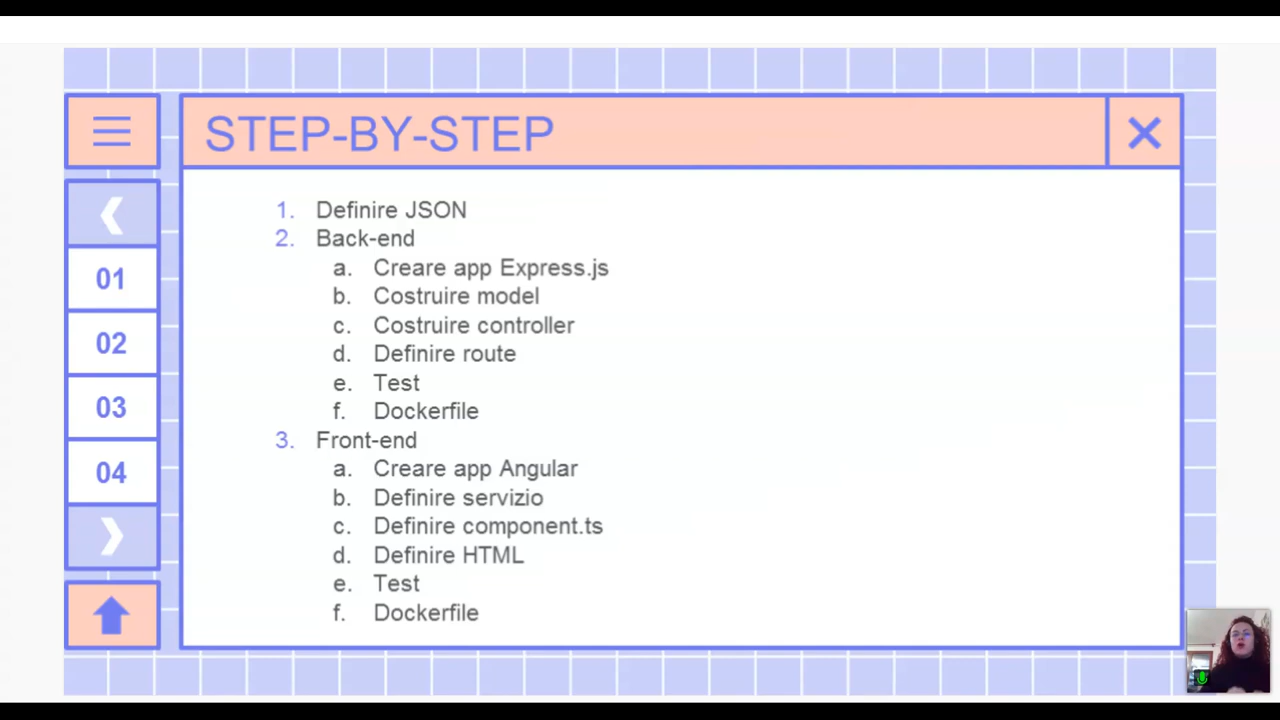 STEP-BY-STEP
01
02
03
04
1. Definire JSON
2. Back-end
a. Creare app Express.js
b. Costruire model
c. Costruire controller
d. Definire route
e. Test
f. Dockerfile
3. Front-end
a. Creare app Angular
b. Definire servizio
c. Definire component.ts
d. Definire HTML
e. Test
f. Dockerfile